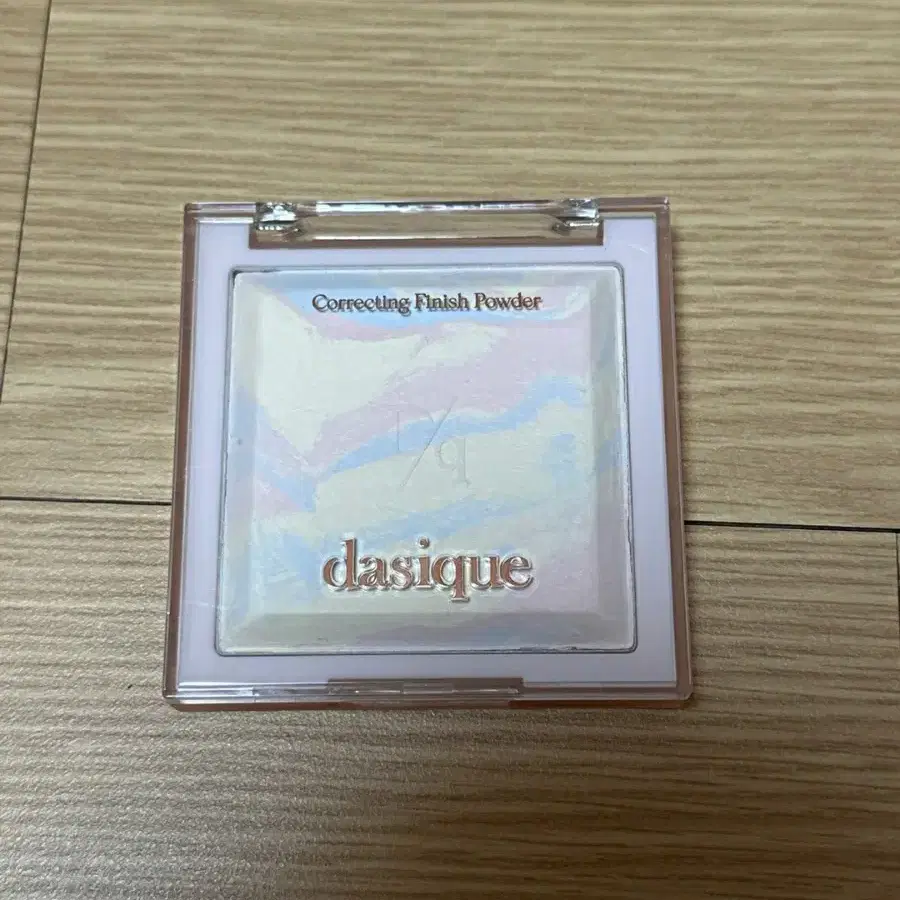 Correcting Finish Powder
dasique